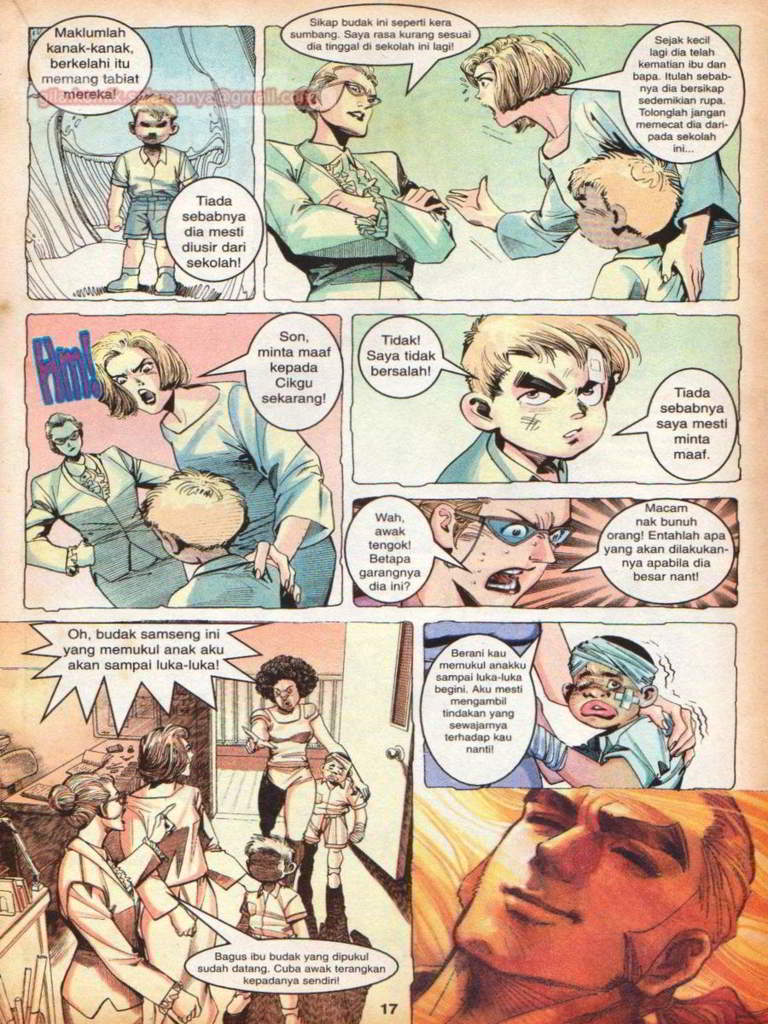 Maklumlah
kanak-kanak,
berkelahi itu
memang tabiat
mereka!
Tiada
sebabnya
dia mesti
diusir dari
sekolah!
Sikap budak ini seperti kera
sumbang. Saya rasa kurang sesuai
dia tinggal di sekolah ini lagi!
Sejak kecil
lagi dia telah
kematian ibu dan
bapa. Itulah sebab-
nya dia bersikap
sedemikian rupa.
Tolonglah jangan
memecat dia dari-
pada sekolah
ini...
Hm!
Son,
minta maaf
kepada
Cikgu
sekarang!
Tidak!
Saya tidak
bersalah!
Tiada
sebabnya
saya mesti
minta
maaf.
Wah,
awak
tengok!
Betapa
garangnya
dia ini?
Macam
nak bunuh
orang! Entahlah apa
yang akan dilakukan-
nya apabila dia
besar nant!
Oh, budak samseng ini
yang memukul anak aku
akan sampai luka-luka!
Bagus ibu budak yang dipukul
sudah datang. Cuba awak terangkan
kepadanya sendiri!
Berani kau
memukul anakku
sampai luka-luka
begini. Aku mesti
mengambil
tindakan yang
sewajarnya
terhadap kau
nanti!
17